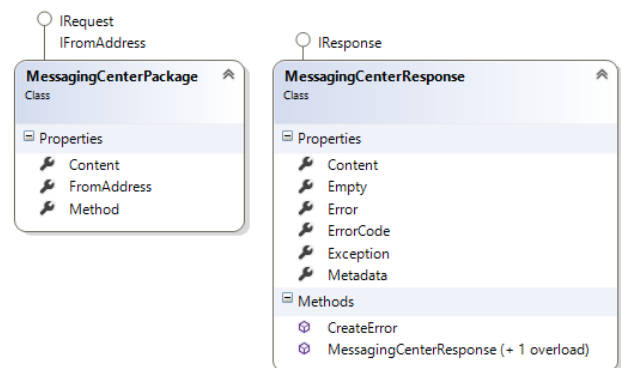 IRequest
IFromAddress
MessagingCenterPackage
Class
Properties
Content
FromAddress
Method
IResponse
MessagingCenterResponse
Class
Properties
Content
Empty
Error
ErrorCode
Exception
Metadata
Methods
CreateError
MessagingCenterResponse (+ 1 overload)